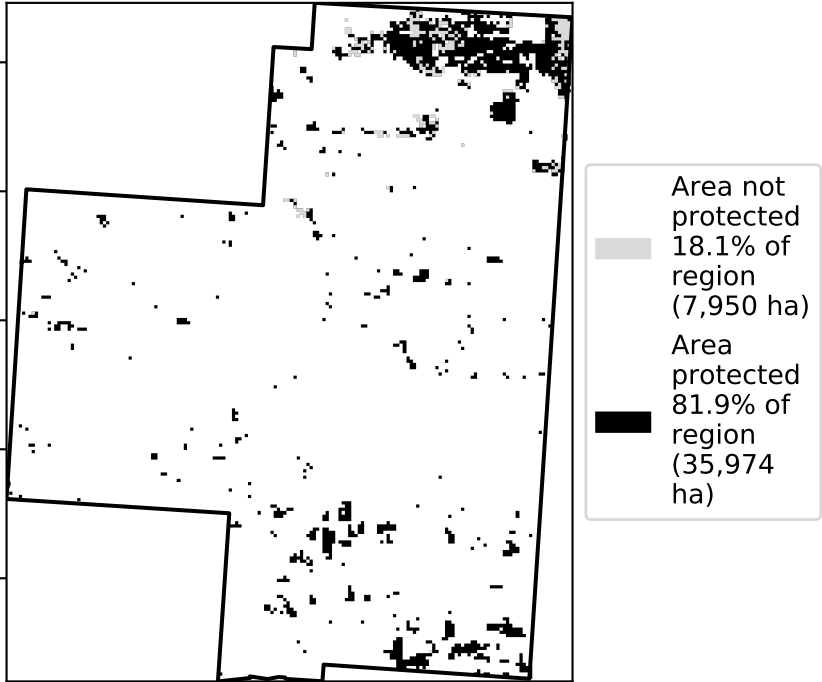 Area not
protected
18.1% of
region
(7,950 ha)
Area
protected
81.9% of
region
(35,974
ha)